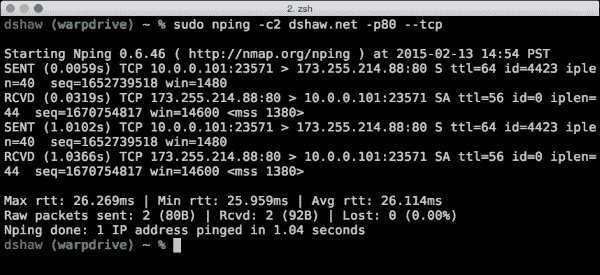 2. zsh
dshaw (warpdrive) ~ % sudo nping -c2 dshaw.net -p80 --tcp
Starting Nping 0.6.46 ( http://nmap.org/nping ) at 2015-02-13 14:54 PST
SENT (0.0059s) TCP 10.0.0.101:23571 > 173.255.214.88:80 S ttl=64 id=4423 iple
n=40  seq=1652739518 win=1480
RCVD (0.0319s) TCP 173.255.214.88:80 > 10.0.0.101:23571 SA ttl=56 id=0 iplen=
44  seq=1670754817 win=14600 <mss 1380>
SENT (1.0102s) TCP 10.0.0.101:23571 > 173.255.214.88:80 S ttl=64 id=4423 iple
n=40  seq=1652739518 win=1480
RCVD (1.0366s) TCP 173.255.214.88:80 > 10.0.0.101:23571 SA ttl=56 id=0 iplen=
44  seq=1670754817 win=14600 <mss 1380>
Max rtt: 26.269ms | Min rtt: 25.959ms | Avg rtt: 26.114ms
Raw packets sent: 2 (80B) | Rcvd: 2 (92B) | Lost: 0 (0.00%)
Nping done: 1 IP address pinged in 1.04 seconds
dshaw (warpdrive) ~ %